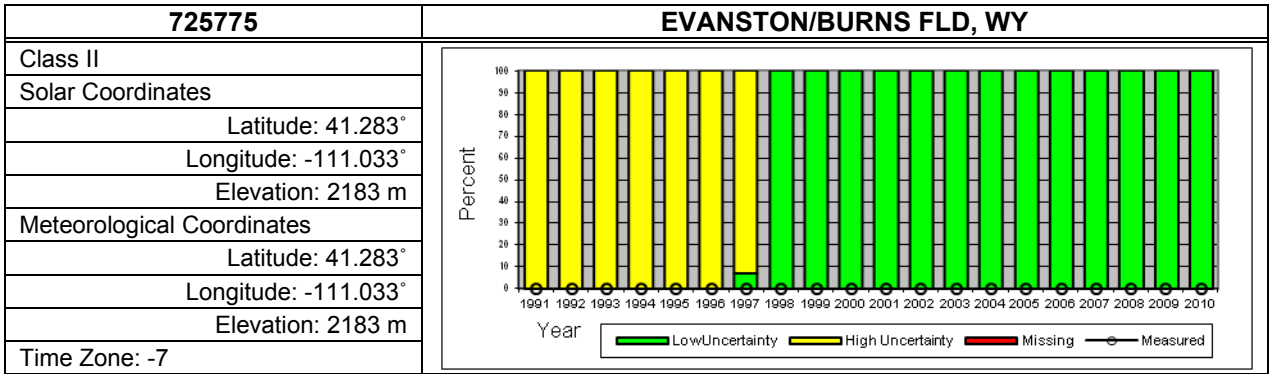 725775
EVANSTON/BURNS FLD, WY
Class II
Solar Coordinates
Latitude: 41.283˚
Longitude: -111.033˚
Elevation: 2183 m
Meteorological Coordinates
Latitude: 41.283˚
Longitude: -111.033˚
Elevation: 2183 m
Time Zone: -7
Percent
100
90
80
70
60
50
40
30
20
10
0
1991 1992 1993 1994 1995 1996 1997 1998 1999 2000 2001 2002 2003 2004 2005 2006 2007 2008 2009 2010
Year
LowUncertainty High Uncertainty Missing Measured